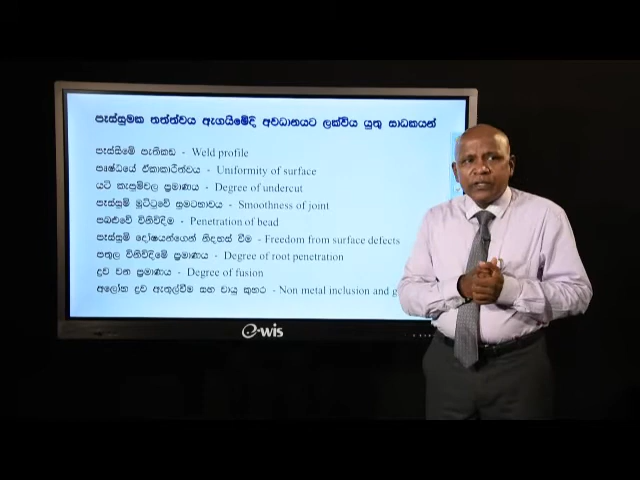 පෑස්සුමක තත්ත්වය ඇගයීමේදී අවධානයට ලක්විය යුතු සාධකයන්
පෑස්සීමේ පැතිකඩ - Weld profile
පෘෂ්ඨයේ ඒකාකාරීත්වය - Uniformity of surface
යටි කැපුම්වල ප්‍රමාණය - Degree of undercut
පෑස්සුම් මූට්ටුවේ සුමටභාවය - Smoothness of joint
පබළුවේ විනිවිදීම - Penetration of bead
පෑස්සුම් දෝෂයන්ගෙන් නිදහස් වීම - Freedom from surface defects
පතුල විනිවිදීමේ ප්‍රමාණය - Degree of root penetration
ද්‍රව වන ප්‍රමාණය - Degree of fusion
අලෝහ ද්‍රව ඇතුල්වීම සහ වායු කුහර - Non metal inclusion and
e-wis